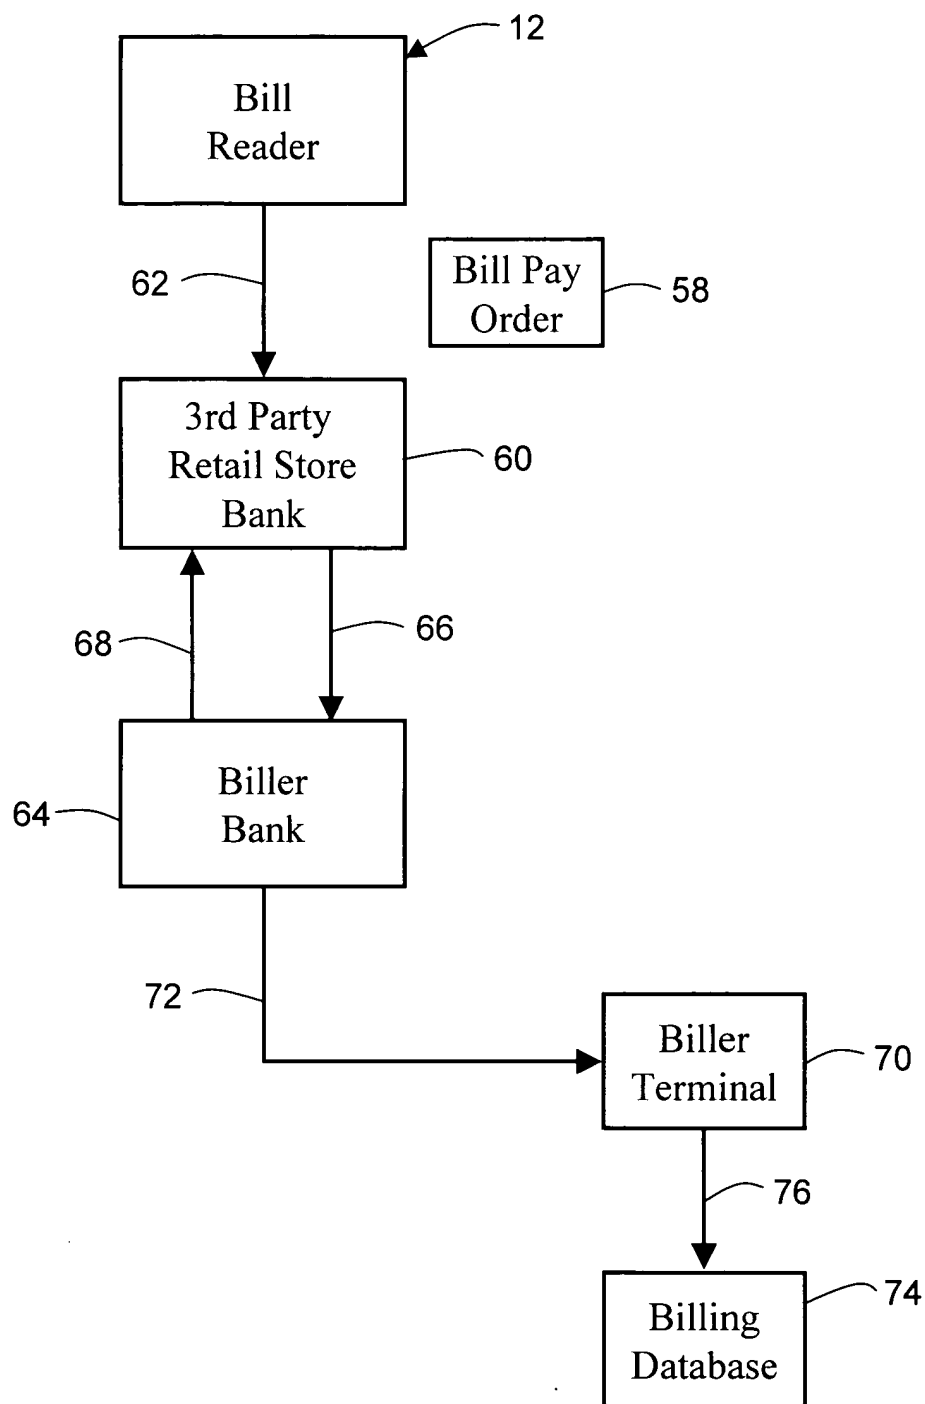 12
Bill
Reader
62
Bill Pay
Order
58
3rd Party
Retail Store
Bank
60
68
66
Biller
Bank
64
72
Biller
Terminal
70
76
Billing
Database
74